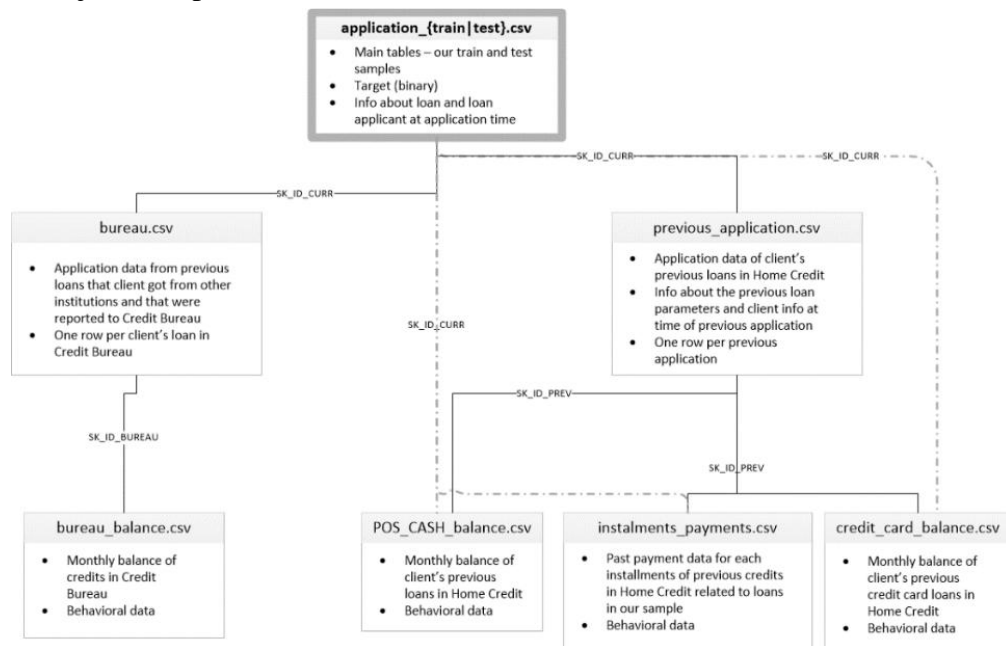 application_{train|test}.csv
• Main tables – our train and test
samples
• Target (binary)
• Info about loan and loan
applicant at application time
SK_ID_CURR
SK_ID_CURR
SK_ID_CURR
bureau.csv
• Application data from previous
loans that client got from other
institutions and that were
reported to Credit Bureau
• One row per client's loan in
Credit Bureau
previous_application.csv
• Application data of client's
previous loans in Home Credit
• Info about the previous loan
parameters and client info at
time of previous application
• One row per previous
application
SK_ID_CURR
SK_ID_PREV
SK_ID_BUREAU
SK_ID_PREV
bureau_balance.csv
• Monthly balance of
credits in Credit
Bureau
• Behavioral data
POS_CASH_balance.csv
• Monthly balance of
client's previous
loans in Home Credit
• Behavioral data
instalments_payments.csv
• Past payment data for each
installments of previous credits
in Home Credit related to loans
in our sample
• Behavioral data
credit_card_balance.csv
• Monthly balance of
client's previous
credit card loans in
Home Credit
• Behavioral data